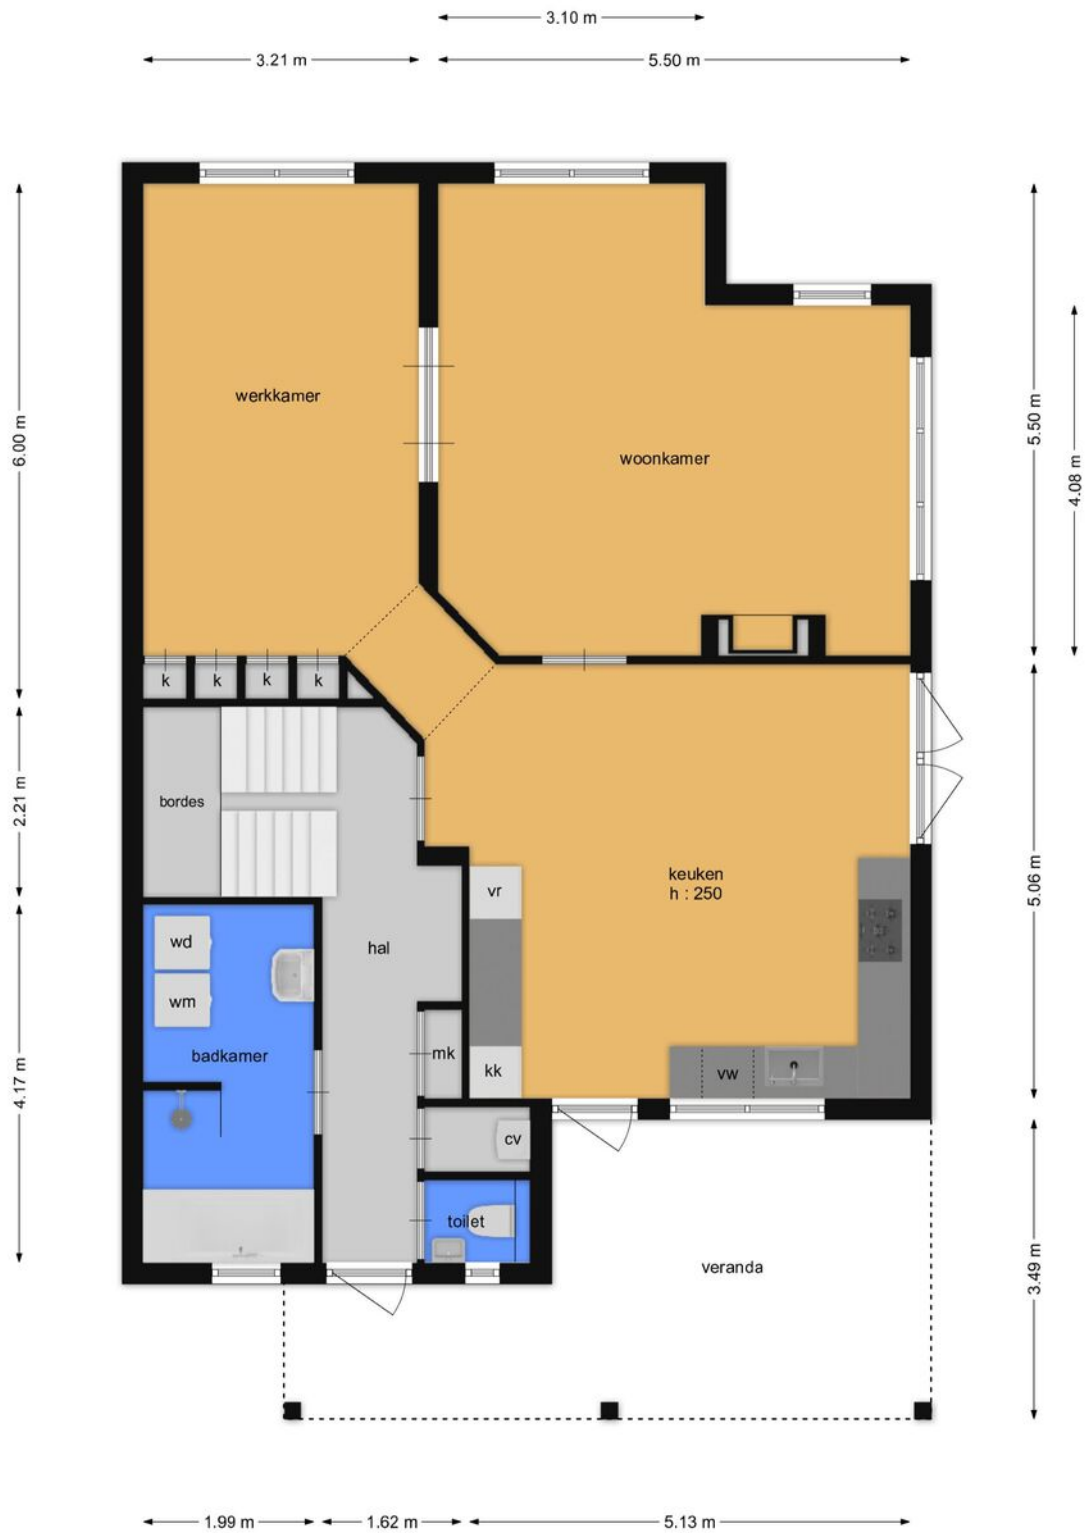 3.10 m
3.21 m
5.50 m
werkkamer
woonkamer
6.00 m
5.50 m
4.08 m
k
k
k
k
bordes
2.21 m
vr
keuken
h : 250
5.06 m
wd
hal
wm
badkamer
mk
kk
vw
4.17 m
cv
toilet
veranda
3.49 m
1.99 m
1.62 m
5.13 m